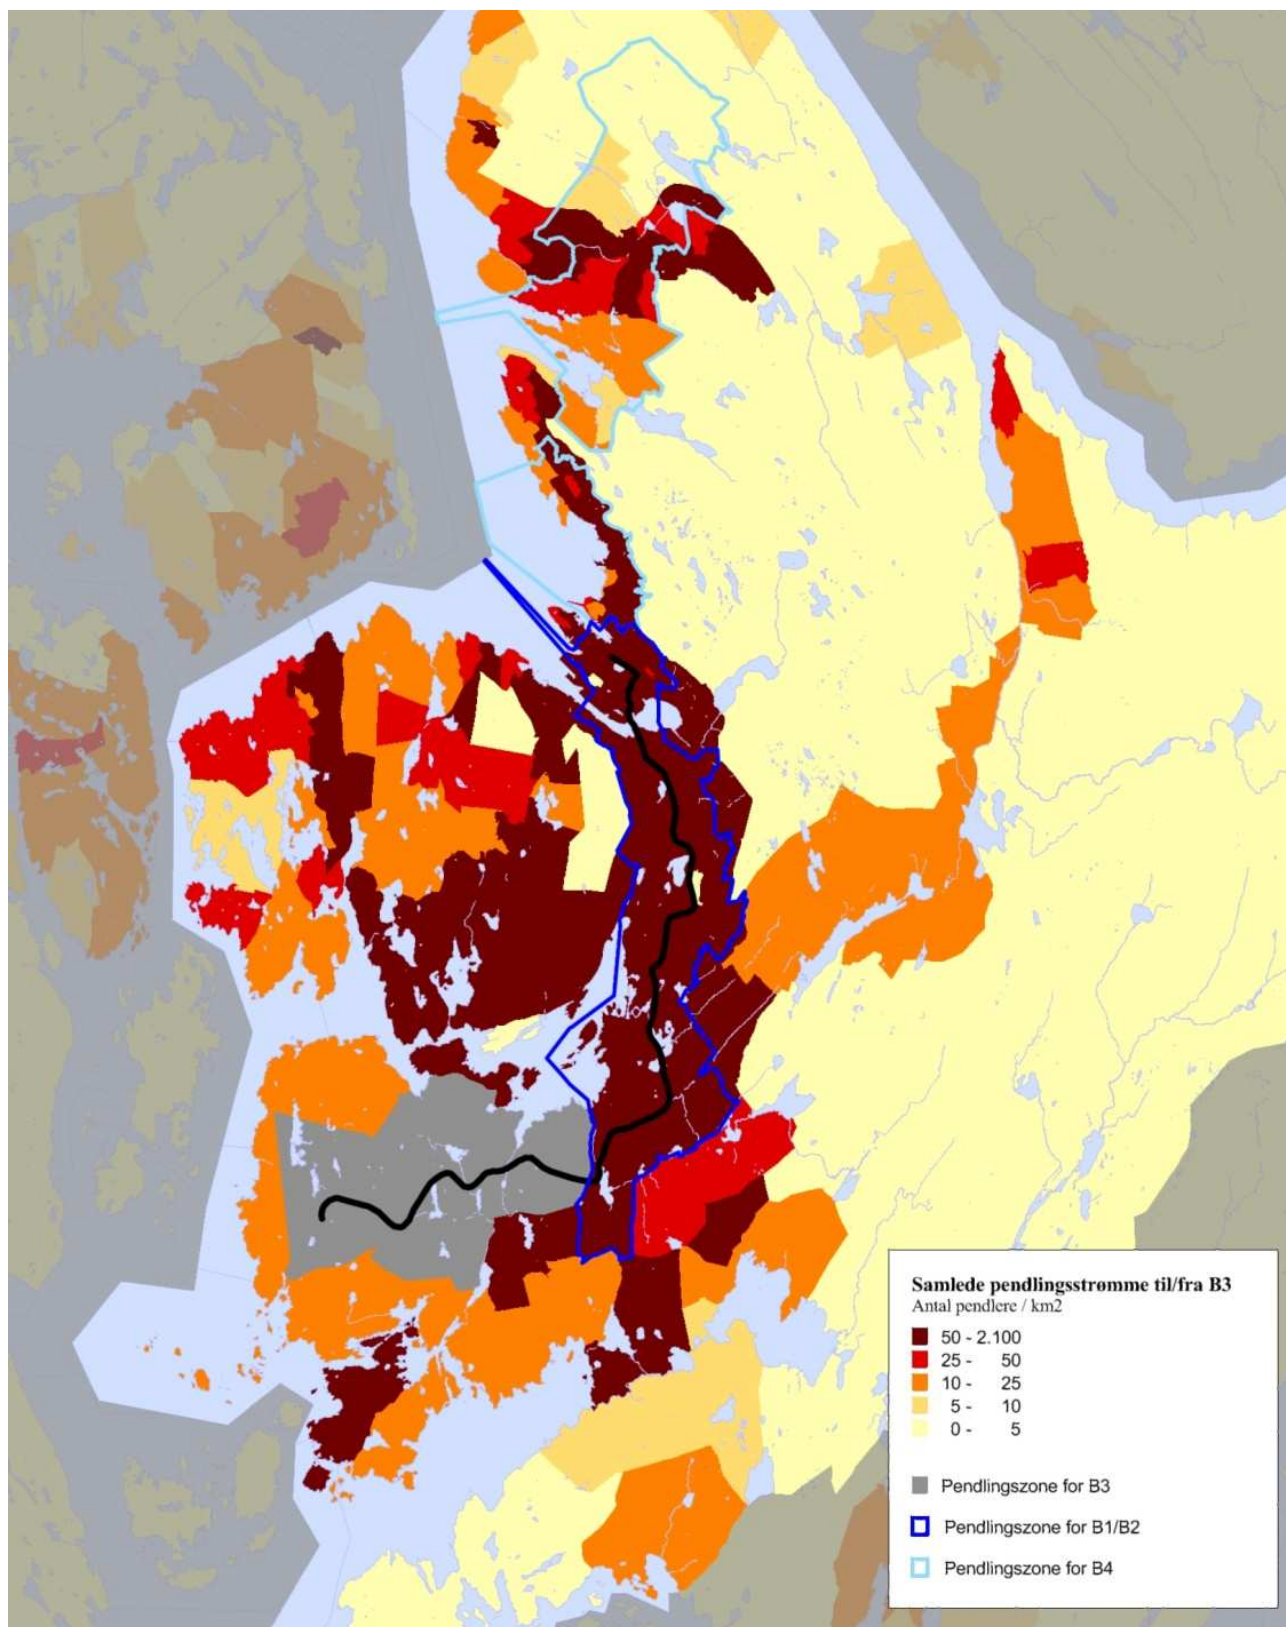 Samlede pendlingsstrømme til/fra B3
Antal pendlere / km2
50 - 2.100
25 - 50
10 - 25
5 - 10
0 - 5
Pendlingszone for B3
Pendlingszone for B1/B2
Pendlingszone for B4